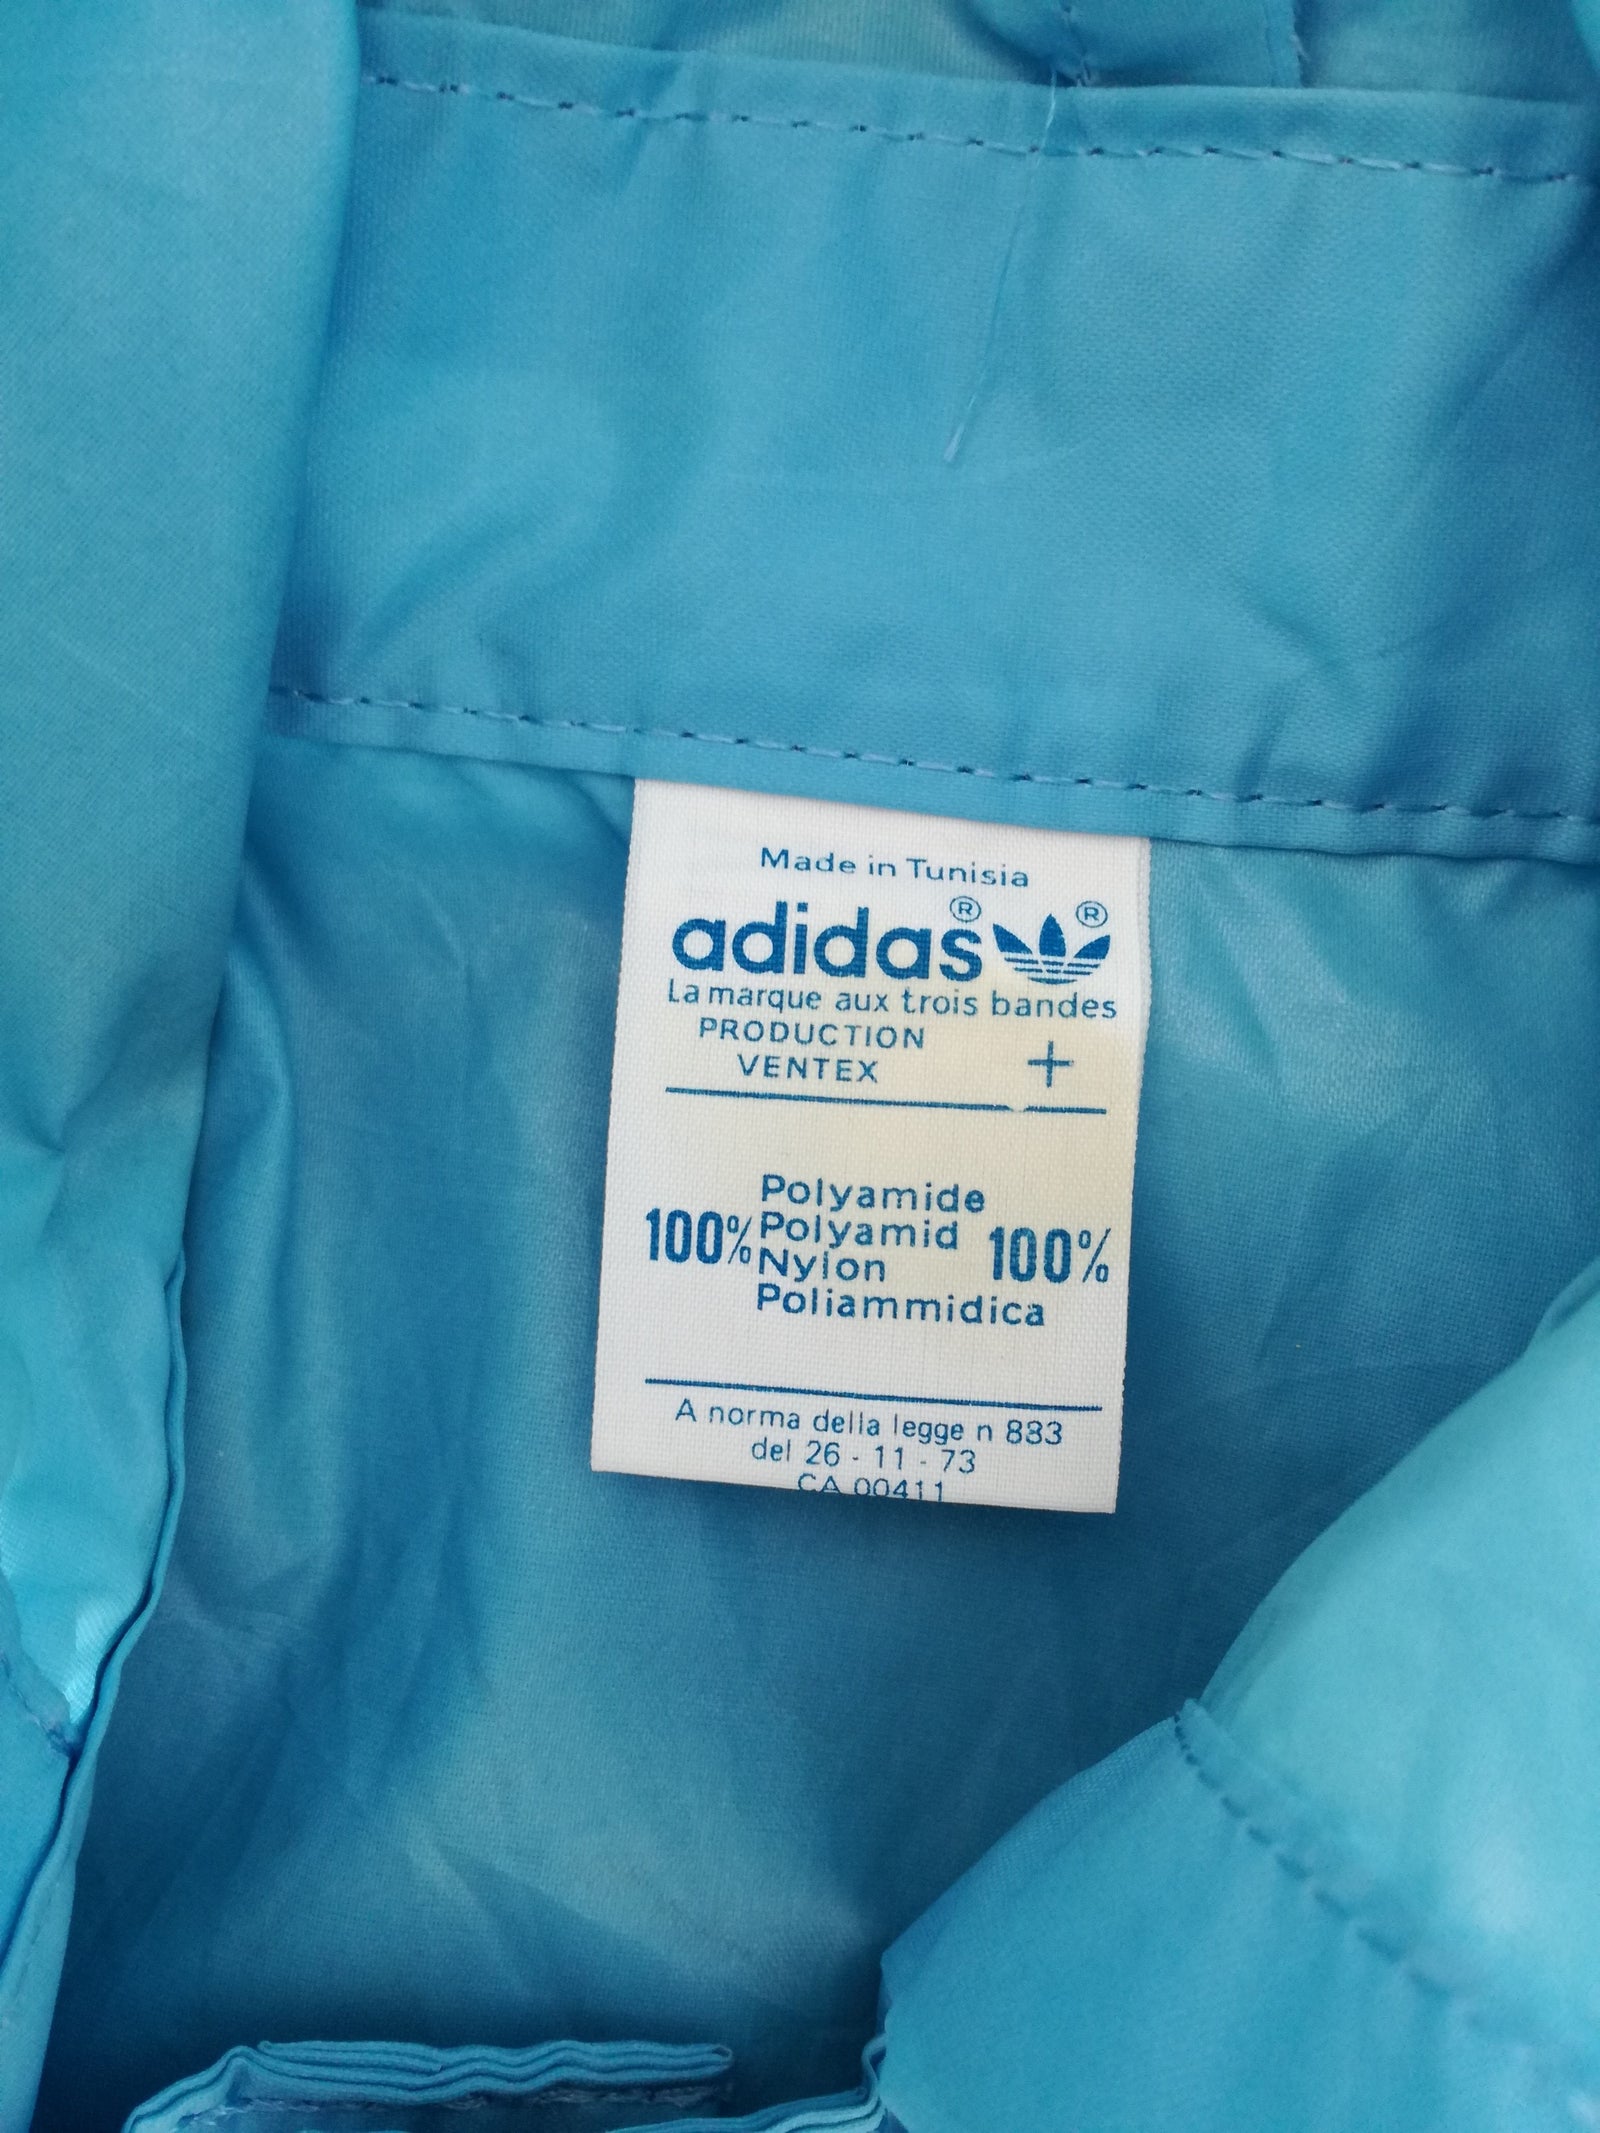 Made in Tunisia
adidas® ®
La marque aux trois bandes
PRODUCTION
VENTEX +
Polyamide
100% Polyamid 100%
Nylon
Poliammidica
A norma della legge n 883
del 26 - 11 - 73
CA 00411